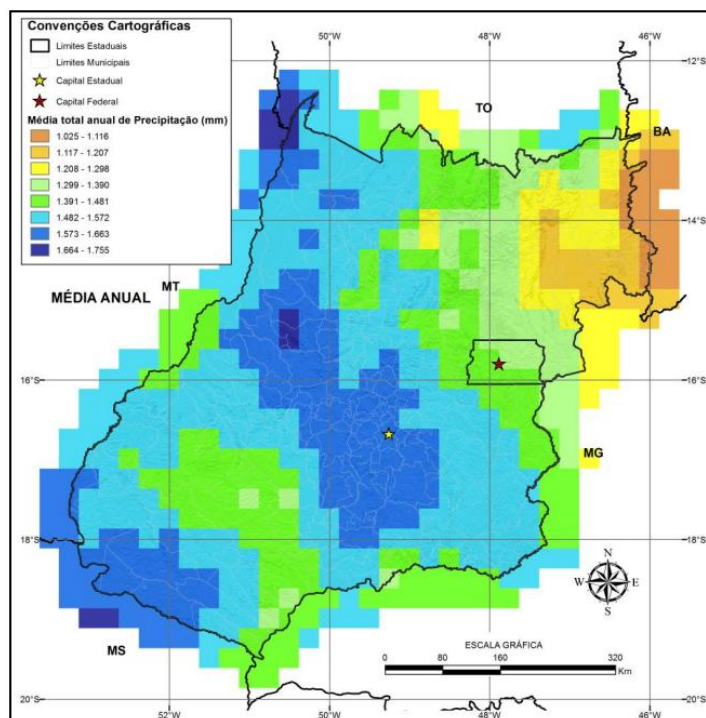 Convenções Cartográficas
Limites Estaduais
Limites Municipais
Capital Estadual
Capital Federal
Média total anual de Precipitação (mm)
1.025 - 1.116
1.117 - 1.207
1.208 - 1.298
1.299 - 1.390
1.391 - 1.481
1.482 - 1.572
1.573 - 1.663
1.664 - 1.755
50°W
48°W
46°W
12°S
TO
BA
14°S
MT
MÉDIA ANUAL
16°S
16°S
MG
18°S
18°S
N
W
E
S
MS
ESCALA GRÁFICA
0
80
160
320
Km
20°S
52°W
50°W
48°W
46°W
20°S